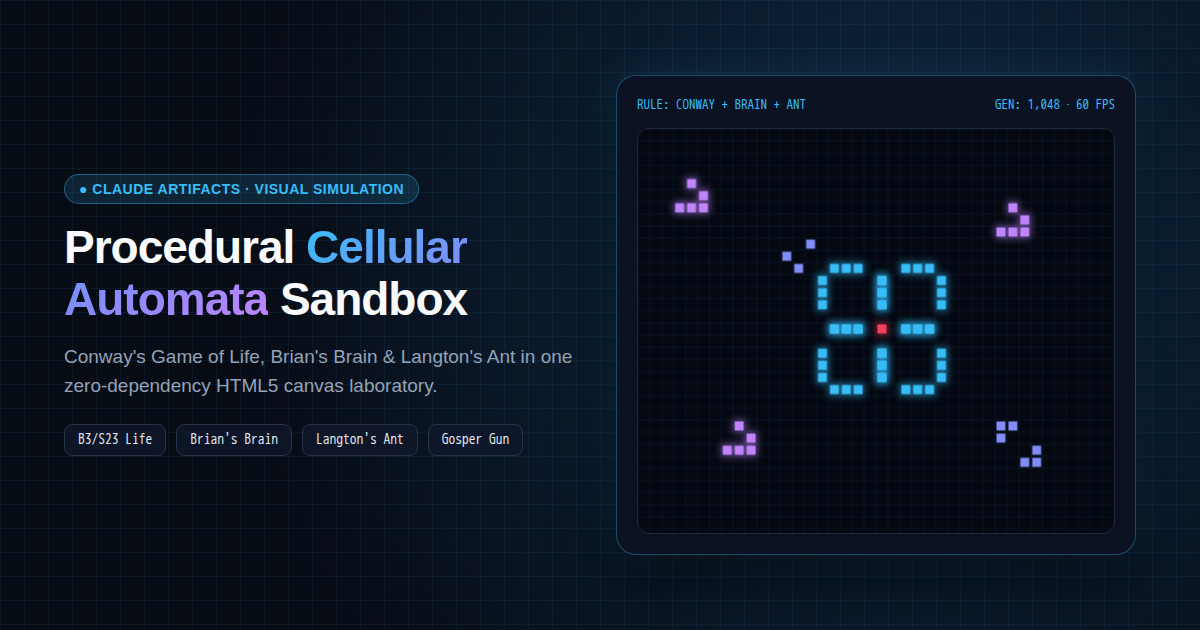 ● CLAUDE ARTIFACTS · VISUAL SIMULATION
Procedural Cellular
Automata Sandbox
Conway's Game of Life, Brian's Brain & Langton's Ant in one
zero-dependency HTML5 canvas laboratory.
B3/S23 Life
Brian's Brain
Langton's Ant
Gosper Gun
RULE: CONWAY + BRAIN + ANT
GEN: 1,048 · 60 FPS